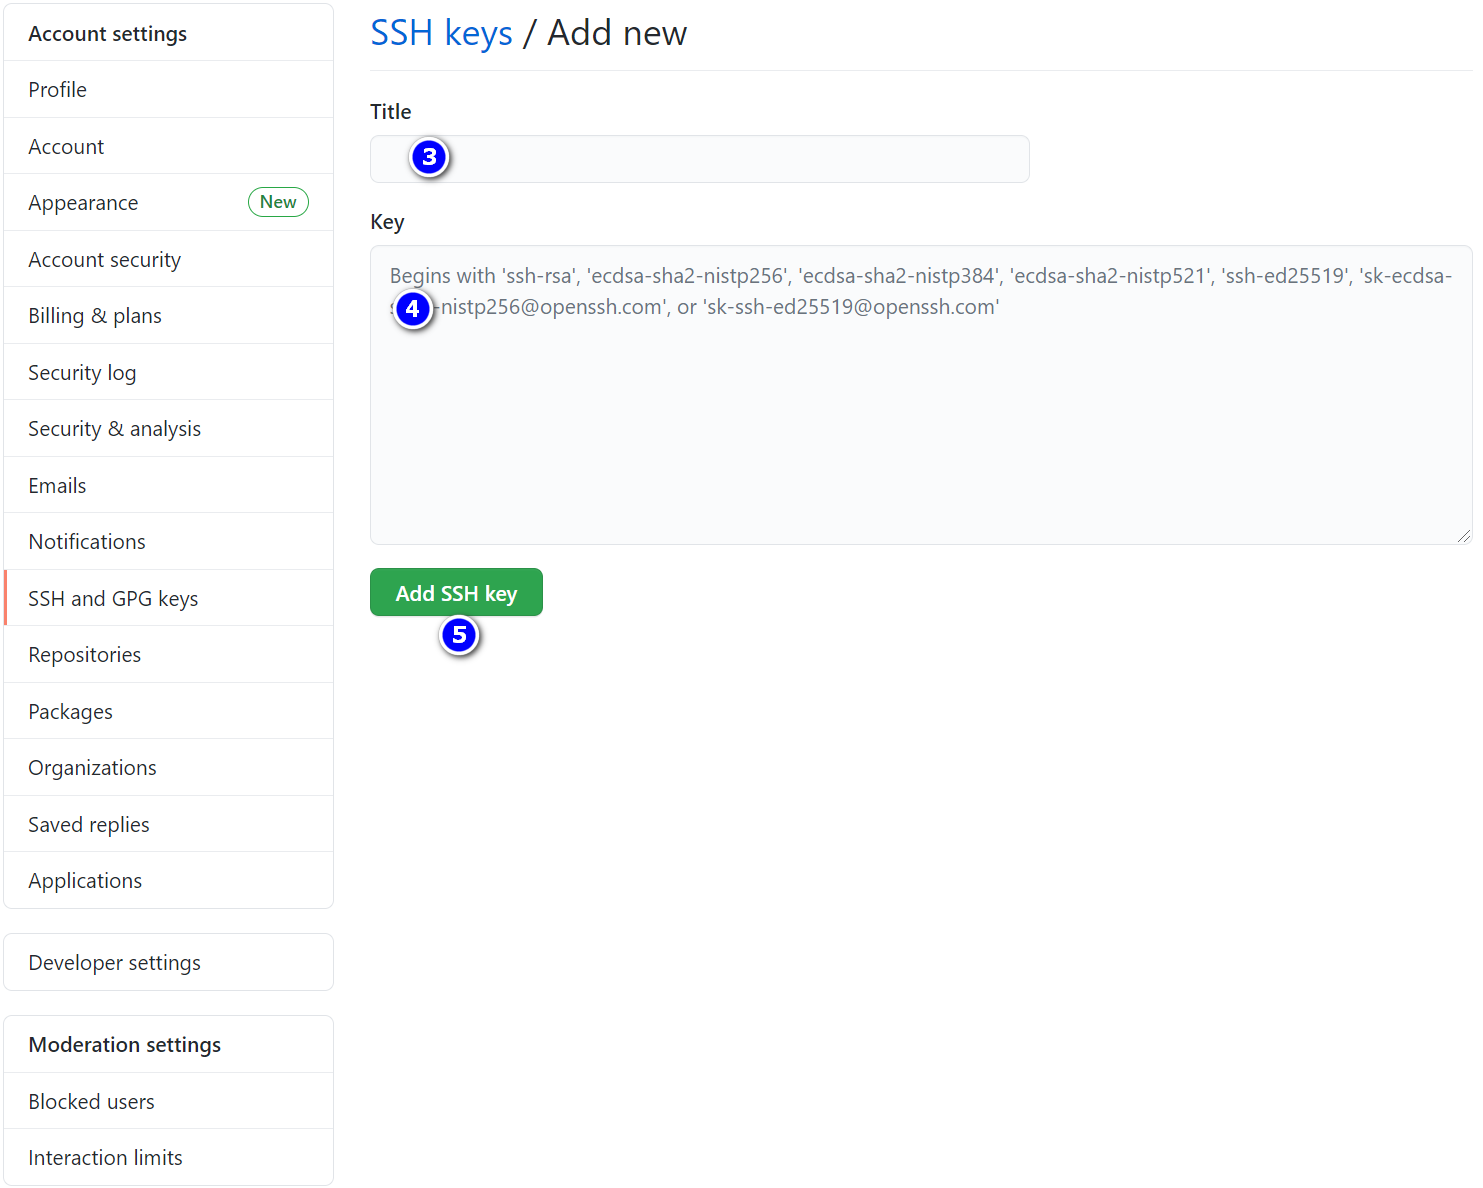 Account settings
Profile
Account
Appearance New
Account security
Billing & plans
Security log
Security & analysis
Emails
Notifications
SSH and GPG keys
Repositories
Packages
Organizations
Saved replies
Applications
Developer settings
Moderation settings
Blocked users
Interaction limits
SSH keys / Add new
Title
3
Key
Begins with 'ssh-rsa', 'ecdsa-sha2-nistp256', 'ecdsa-sha2-nistp384', 'ecdsa-sha2-nistp521', 'ssh-ed25519', 'sk-ecdsa-
4 -nistp256@openssh.com', or 'sk-ssh-ed25519@openssh.com'
Add SSH key
5